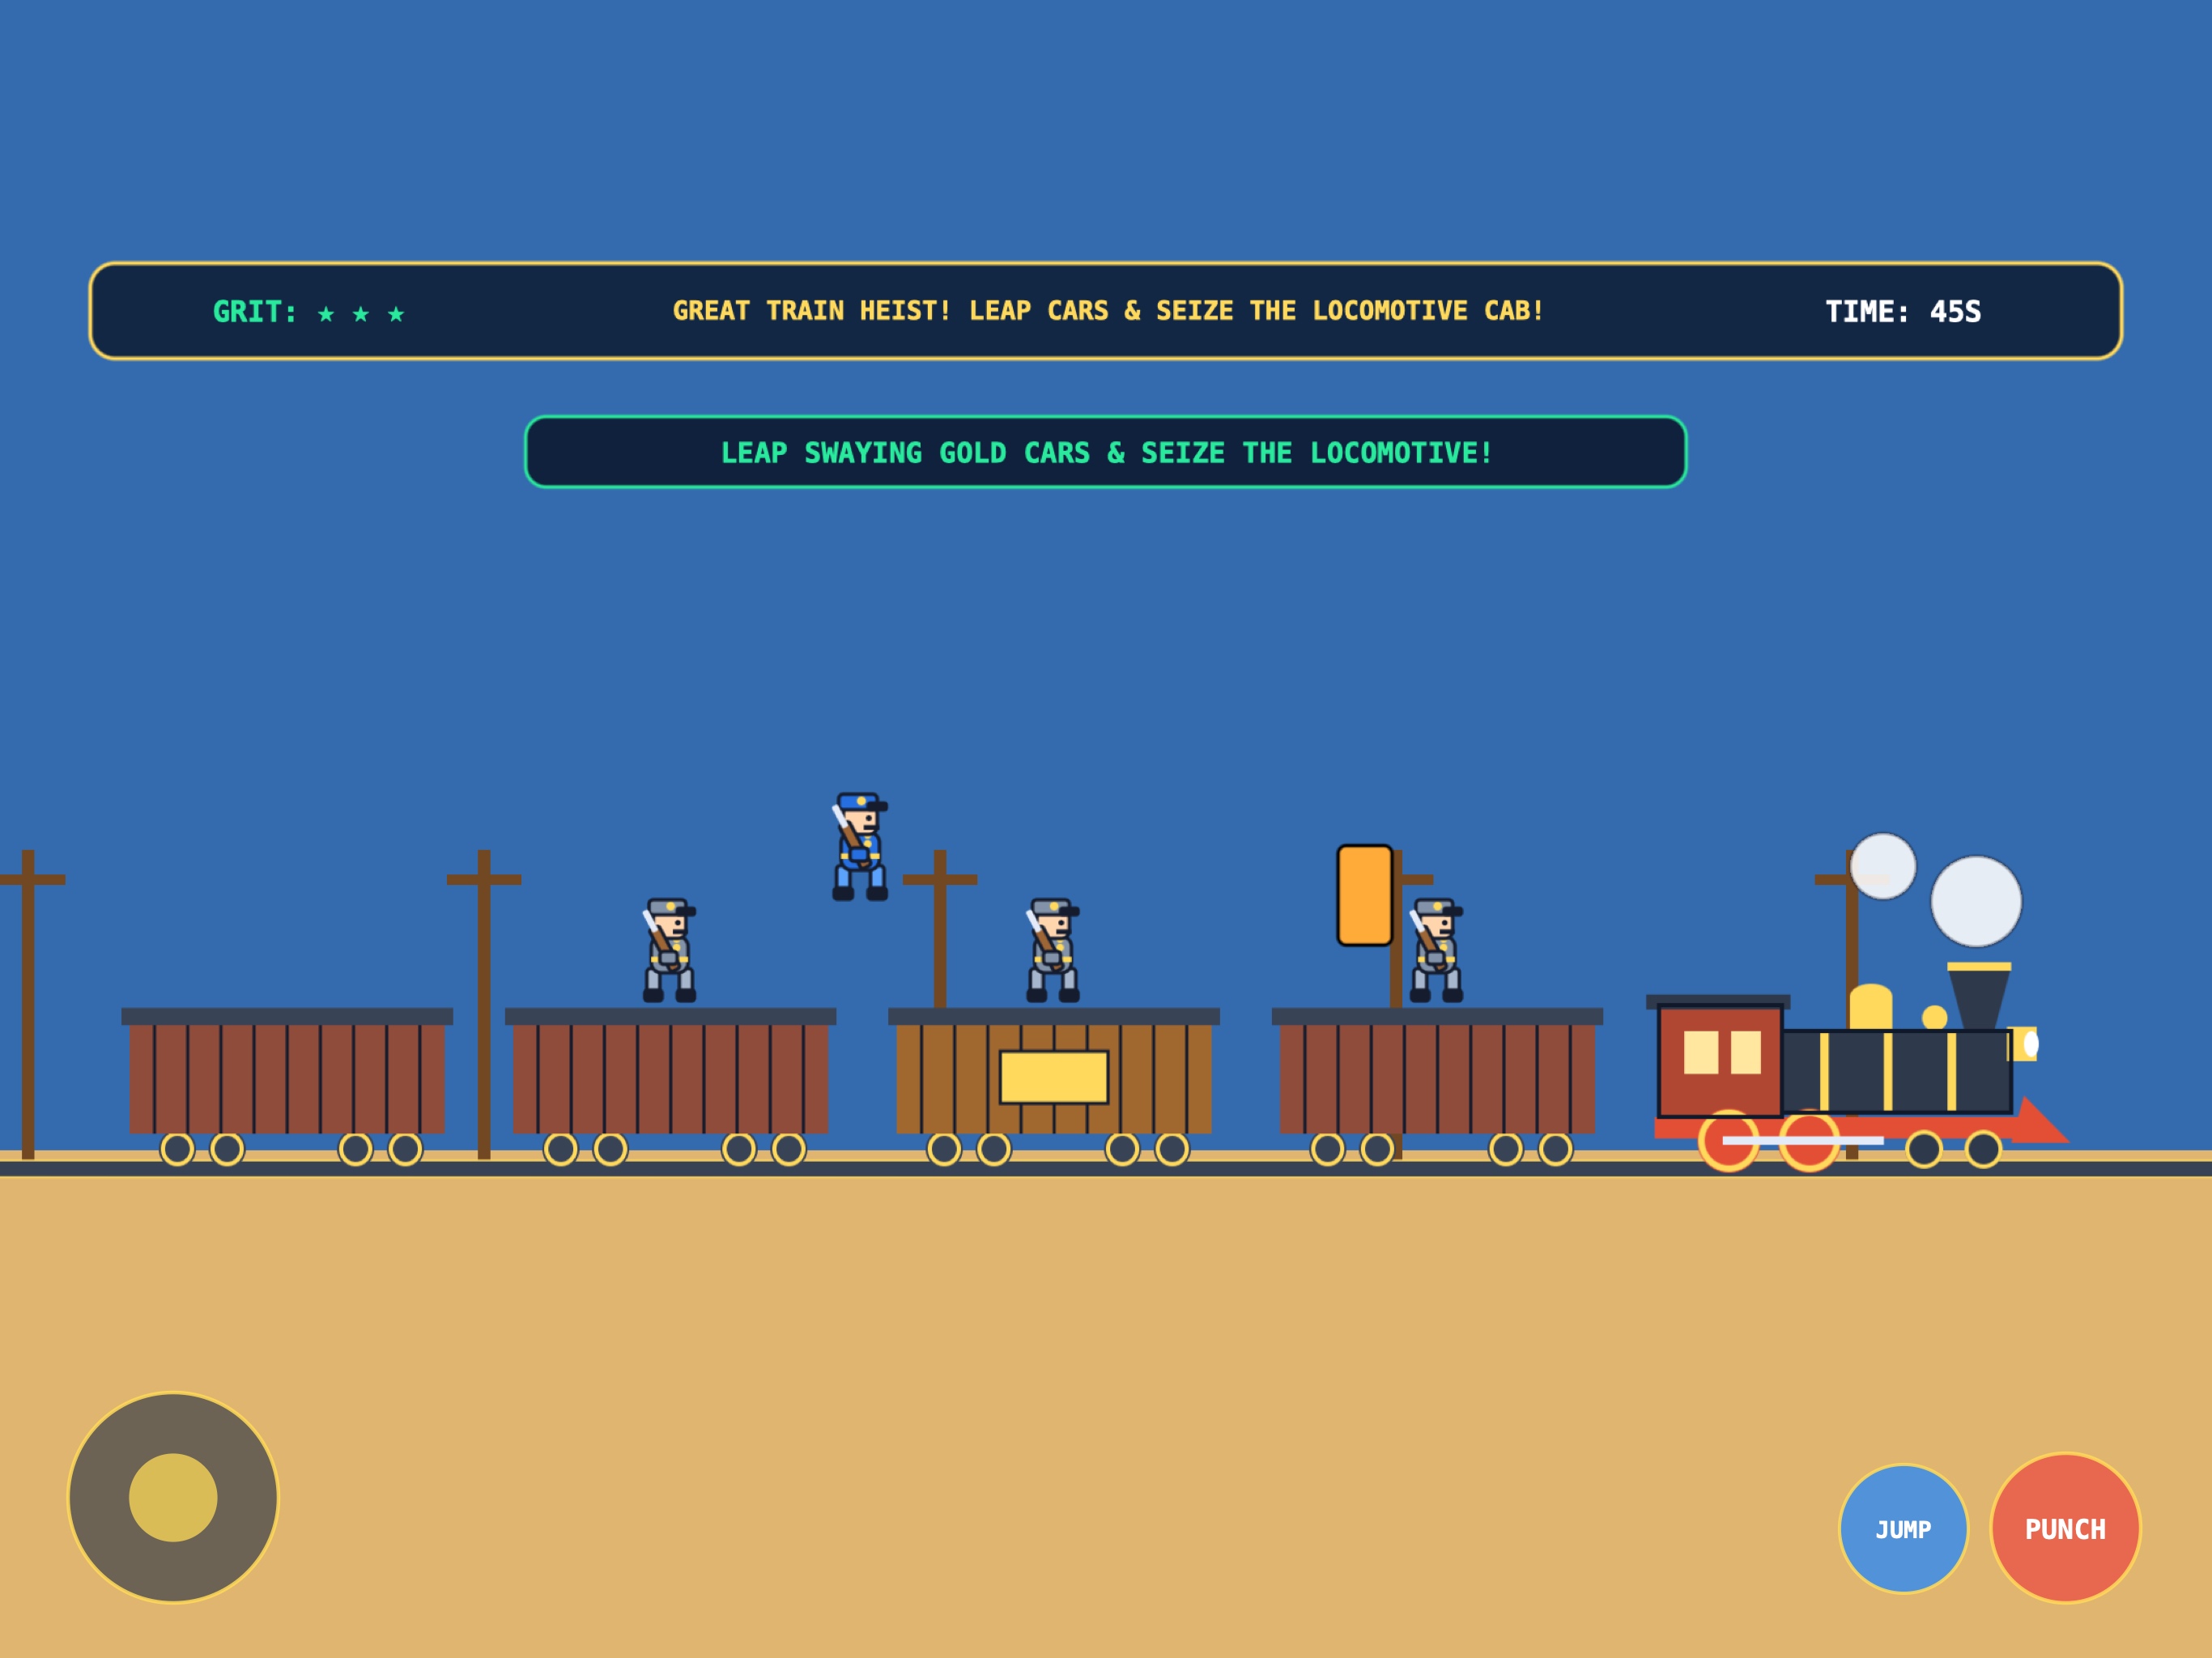 GRIT: ★ ★ ★
GREAT TRAIN HEIST! LEAP CARS & SEIZE THE LOCOMOTIVE CAB!
TIME: 45S
LEAP SWAYING GOLD CARS & SEIZE THE LOCOMOTIVE!
JUMP
PUNCH